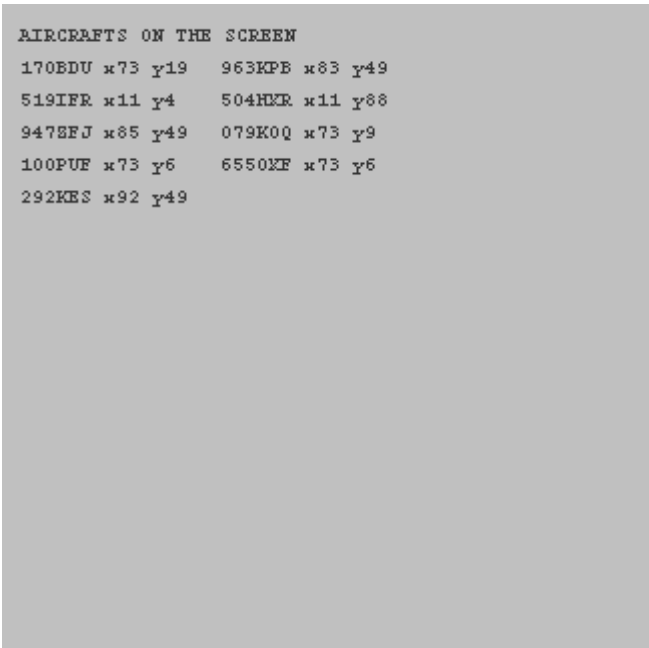 AIRCRAFTS ON THE SCREEN
170BDU x73 y19 963KPB x83 y49
519IFR x11 y4 504HXR x11 y88
947ZFJ x85 y49 079KOQ x73 y9
100PUF x73 y6 655OXF x73 y6
292KES x92 y49